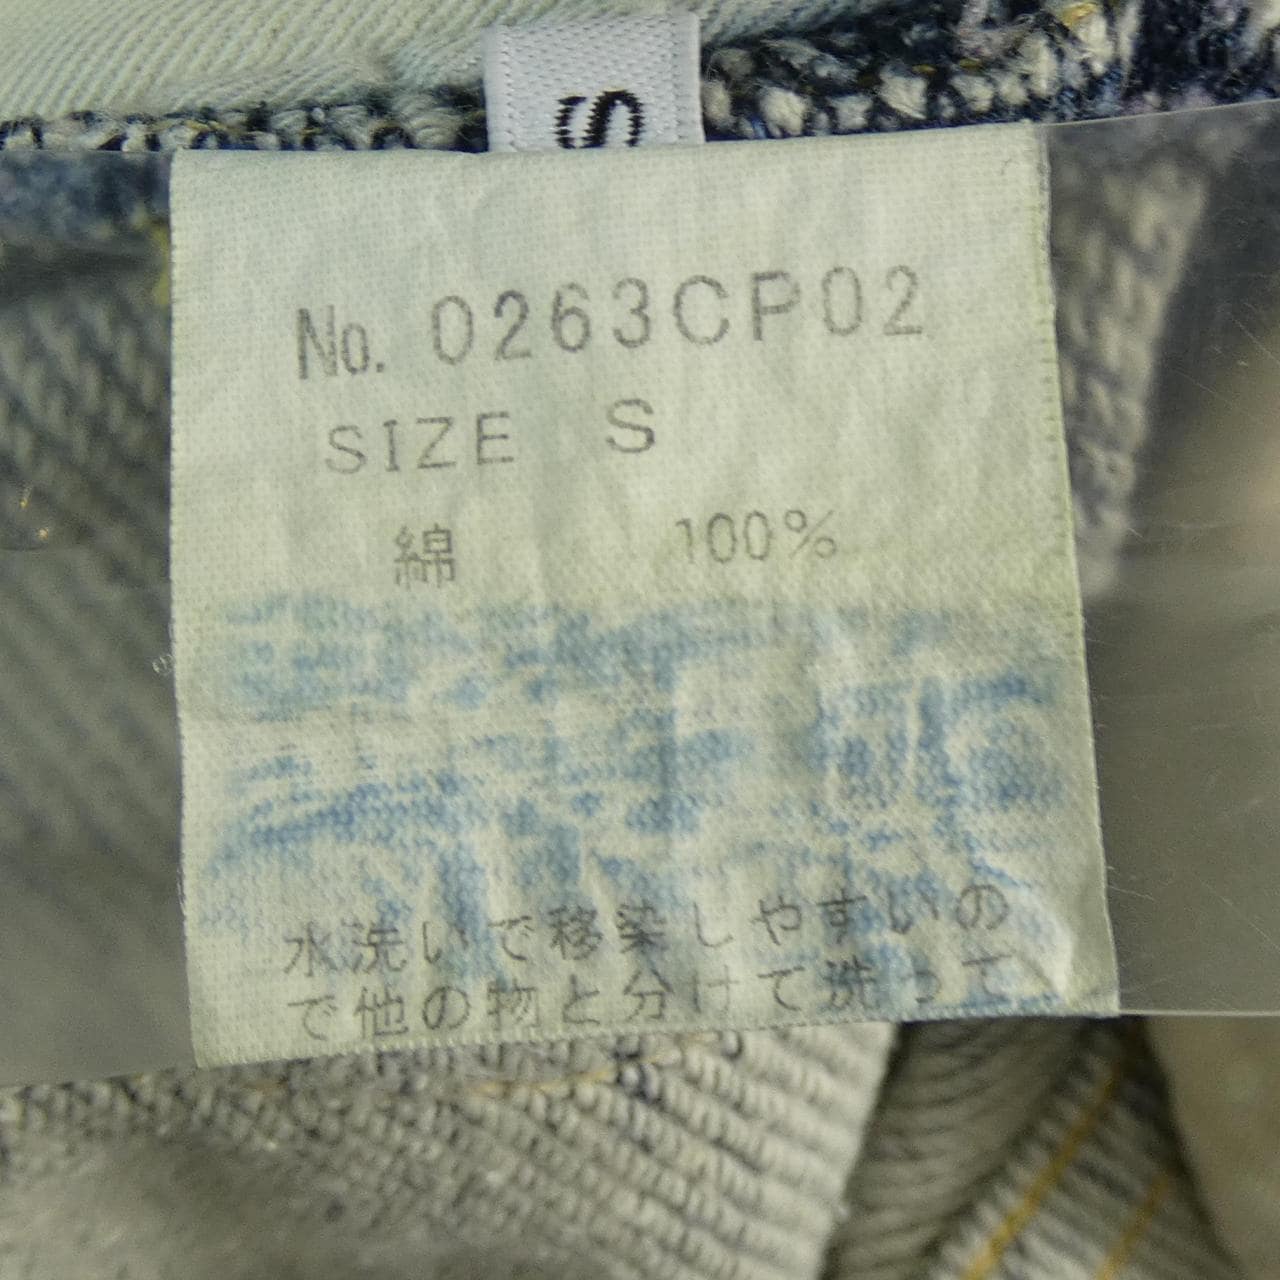 S
No. 0263CP02
SIZE S
綿 100%
水洗いで移染しやすいの
で他の物と分けて洗って